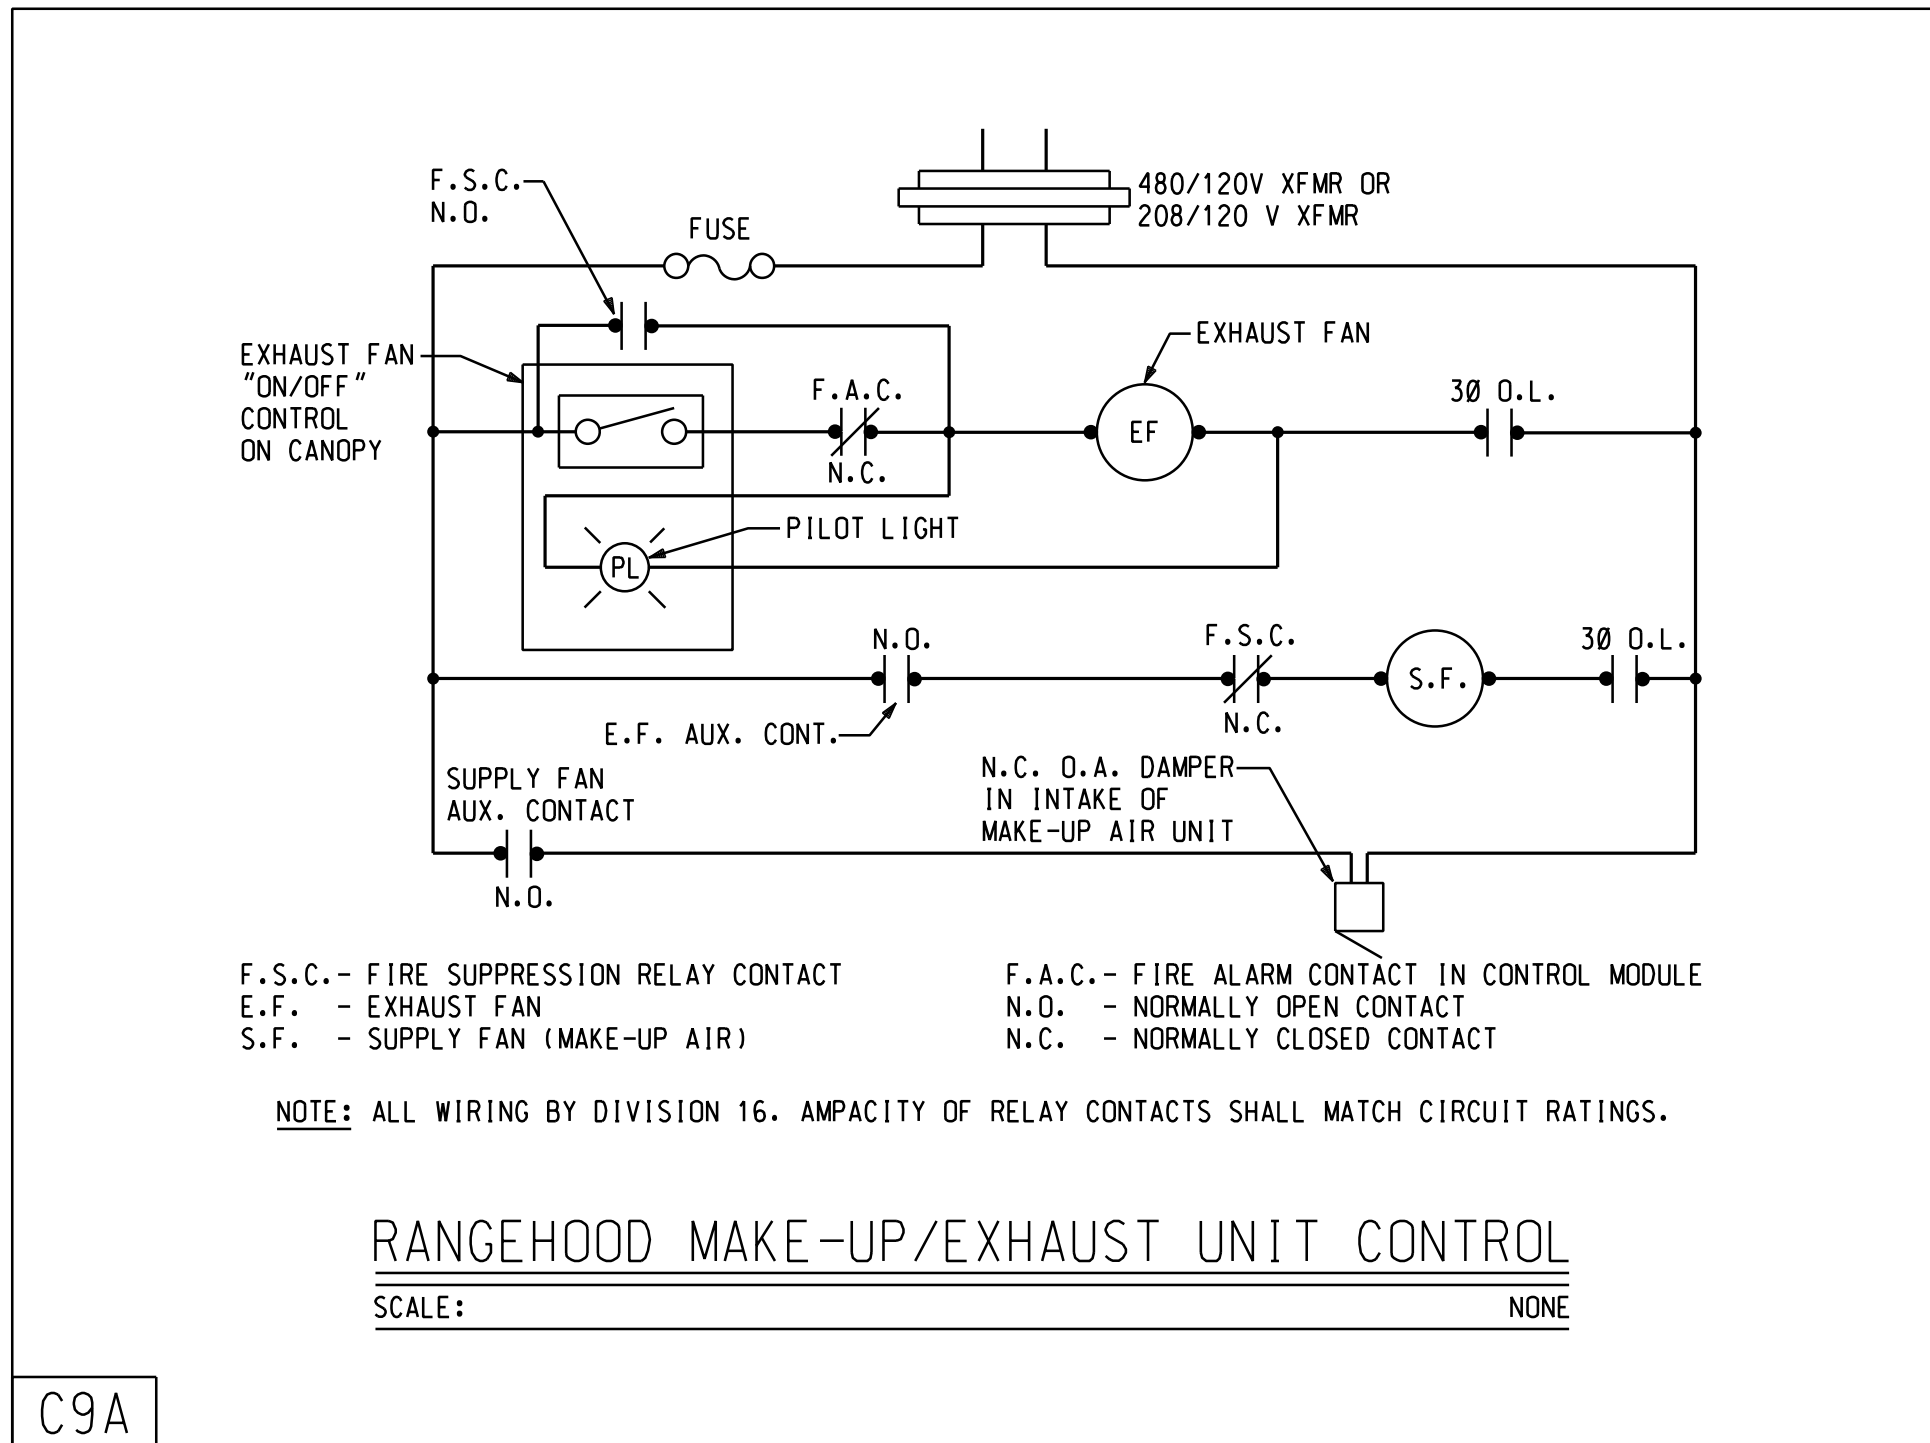 480/120V XFMR OR
208/120 V XFMR
F.S.C.
N.O.
FUSE
EXHAUST FAN
EXHAUST FAN
"ON/OFF"
CONTROL
ON CANOPY
F.A.C.
N.C.
EF
3Ø O.L.
PILOT LIGHT
PL
N.O.
E.F. AUX. CONT.
F.S.C.
N.C.
S.F.
3Ø O.L.
SUPPLY FAN
AUX. CONTACT
N.O.
N.C. O.A. DAMPER
IN INTAKE OF
MAKE-UP AIR UNIT
F.S.C.- FIRE SUPPRESSION RELAY CONTACT
E.F. - EXHAUST FAN
S.F. - SUPPLY FAN (MAKE-UP AIR)
F.A.C.- FIRE ALARM CONTACT IN CONTROL MODULE
N.O. - NORMALLY OPEN CONTACT
N.C. - NORMALLY CLOSED CONTACT
NOTE: ALL WIRING BY DIVISION 16. AMPACITY OF RELAY CONTACTS SHALL MATCH CIRCUIT RATINGS.
RANGEHOOD MAKE-UP/EXHAUST UNIT CONTROL
SCALE: NONE
C9A